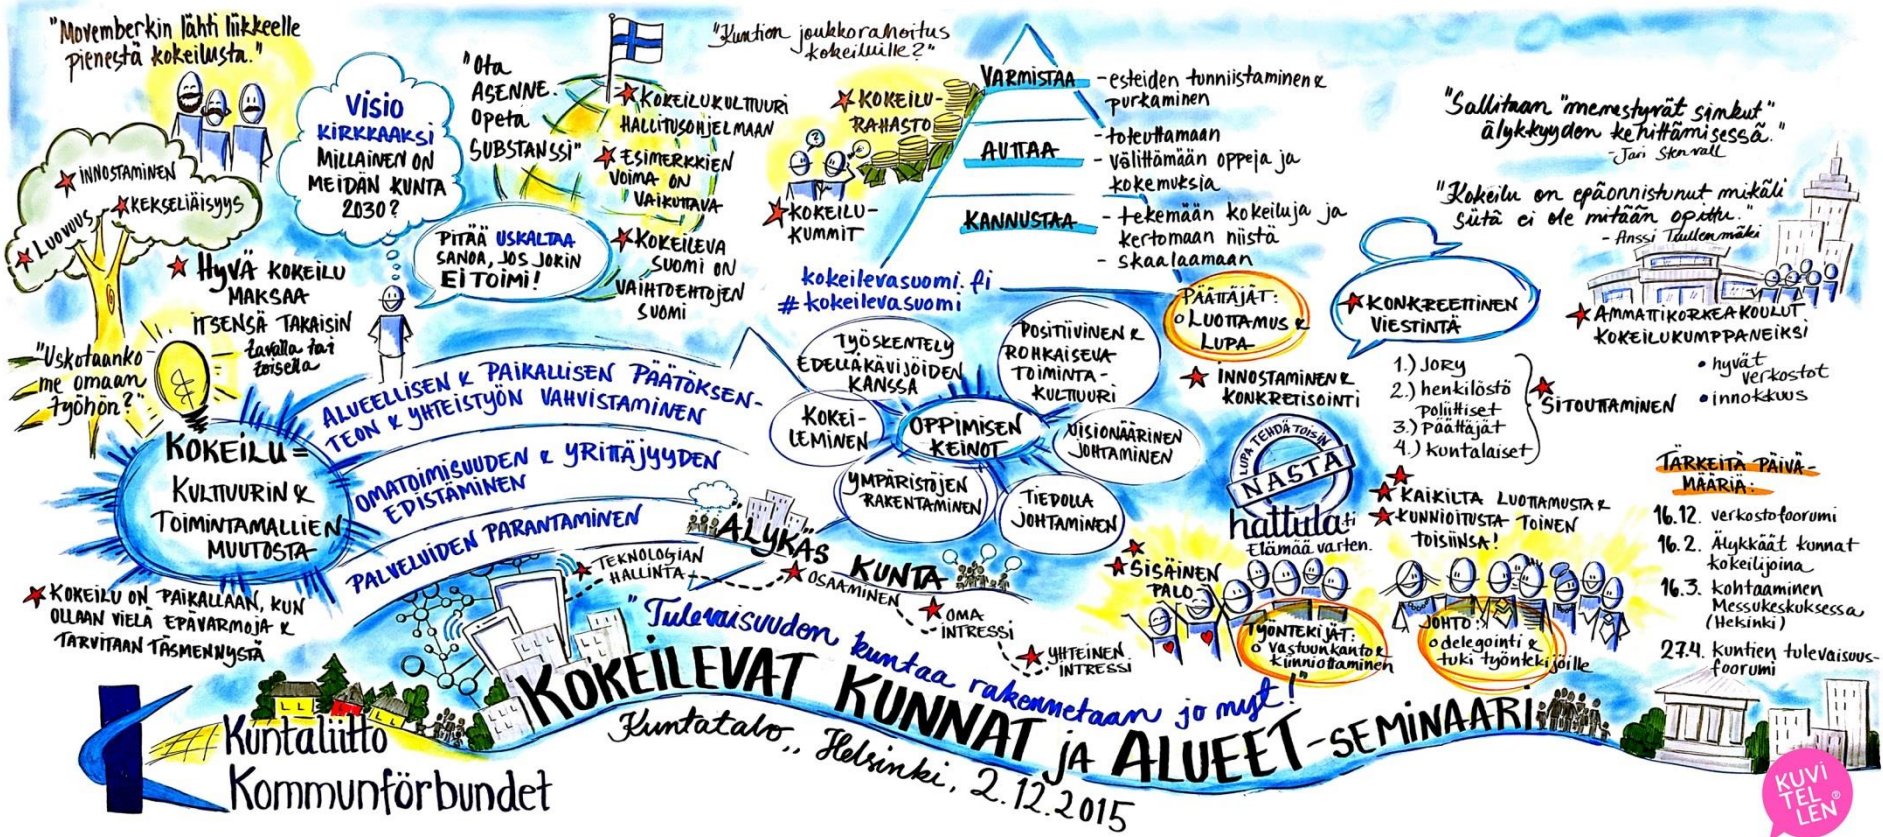 "Movemberkin lähti liikkeelle
pienestä kokeilusta."
★ INNOSTAMINEN
★ KEKSELIÄISYYS
★ LUOVUUS
VISIO
KIRKKAAKSI
MILLAINEN ON
MEIDÄN KUNTA
2030?
"Ota
ASENNE.
Opeta
SUBSTANSSI"
★ KOKEILUKULTTUURI
HALLITUSOHJELMAAN
★ ESIMERKKIEN
VOIMA ON
VAIKUTTAVA
★ KOKEILEVA
SUOMI ON
VAIHTOEHTOJEN
SUOMI
PITÄÄ USKALTAA
SANOA, JOS JOKIN
EI TOIMI!
★ HYVÄ KOKEILU
MAKSAA
ITSENSÄ TAKAISIN
tavalla tai
toisella
"Uskotaanko
me omaan
työhön?"
"Kuntien joukkorahoitus
kokeiluille?"
★ KOKEILU-
RAHASTO
★ KOKEILU-
KUMMIT
VARMISTAA
- esteiden tunnistaminen &
purkaminen
AUTTAA
- toteuttamaan
- välittämään oppeja ja
kokemuksia
KANNUSTAA
- tekemään kokeiluja ja
kertomaan niistä
- skaalaamaan
kokeilevasuomi.fi
# kokeilevasuomi
"Sallitaan "menestyvät sinkut"
älykkyyden kehittämisessä."
- Jari Stenvall
"Kokeilu on epäonnistunut mikäli
siitä ei ole mitään opittu."
- Anssi Tuulenmäki
★ KONKREETTINEN
VIESTINTÄ
★ AMMATTIKORKEAKOULUT
KOKEILUKUMPPANEIKSI
• hyvät
verkostot
• innokkuus
1.) JORY
2.) henkilöstö
poliittiset
3.) Päättäjät
4.) kuntalaiset
★ SITOUTTAMINEN
PÄÄTTÄJÄT:
o LUOTTAMUS &
LUPA
★ INNOSTAMINEN &
KONKRETISOINTI
KOKEILU =
KULTTUURIN &
TOIMINTAMALLIEN
MUUTOSTA
ALUEELLISEN & PAIKALLISEN PÄÄTÖKSEN-
TEON & YHTEISTYÖN VAHVISTAMINEN
OMATOIMISUUDEN & YRITTÄJYYDEN
EDISTÄMINEN
PALVELUIDEN PARANTAMINEN
★ KOKEILU ON PAIKALLAAN, KUN
OLLAAN VIELÄ EPÄVARMOJA &
TARVITAAN TÄSMENNYSTÄ
OPPIMISEN
KEINOT
TYÖSKENTELY
EDELLÄKÄVIJÖIDEN
KANSSA
POSITIIVINEN &
ROHKAISEVA
TOIMINTA-
KULTTUURI
KOKEI-
LEMINEN
VISIONÄÄRINEN
JOHTAMINEN
YMPÄRISTÖJEN
RAKENTAMINEN
TIEDOLLA
JOHTAMINEN
LUPA TEHDÄ TOISIN
NASTA
hattula.fi
Elämää varten.
★ KAIKILTA LUOTTAMUSTA &
★ KUNNIOITUSTA TOINEN
TOISIINSA!
TÄRKEITÄ PÄIVÄ-
MÄÄRIÄ:
16.12. verkostofoorumi
16.2. Älykkäät kunnat
kokeilijoina
16.3. kohtaaminen
Messukeskuksessa
(Helsinki)
27.4. Kuntien tulevaisuus-
foorumi
ÄLYKÄS KUNTA
★ TEKNOLOGIAN
HALLINTA
★ OSAAMINEN
★ OMA
INTRESSI
★ YHTEINEN
INTRESSI
★ SISÄINEN
PALO
TYÖNTEKIJÄT:
o vastuunkanto &
kunnioittaminen
JOHTO:
o delegointi &
tuki työntekijöille
"Tulevaisuuden kuntaa rakennetaan jo nyt!"
KOKEILEVAT KUNNAT JA ALUEET-SEMINAARI
Kuntatalo, Helsinki, 2.12.2015
Kuntaliitto
Kommunförbundet
KUVI
TEL
LEN®